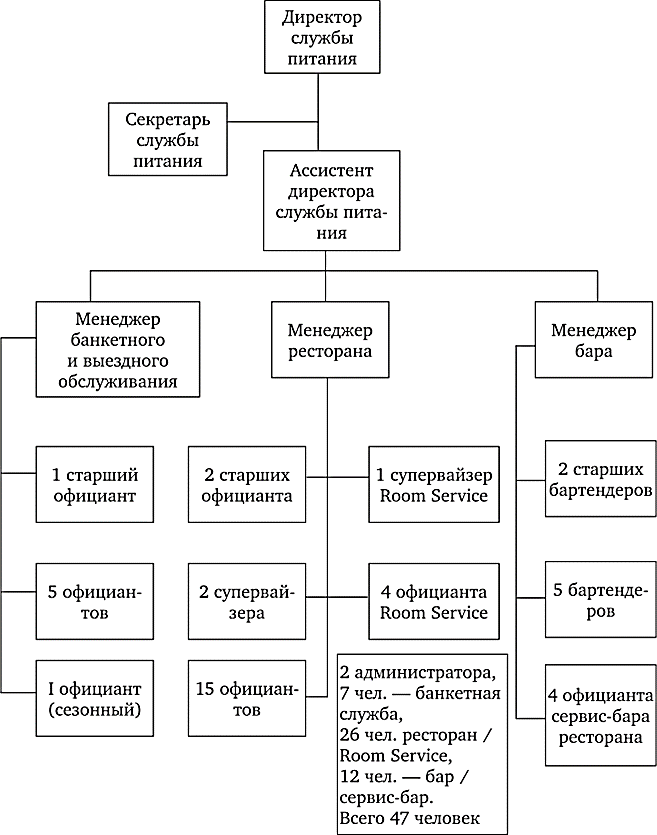 Директор
службы
питания
Секретарь
службы
питания
Ассистент
директора
службы пита-
ния
Менеджер
банкетного
и выездного
обслуживания
Менеджер
ресторана
Менеджер
бара
1 старший
официант
2 старших
официанта
1 супервайзер
Room Service
2 старших
бартендеров
5 официан-
тов
2 супервай-
зера
4 официанта
Room Service
5 бартенде-
ров
I официант
(сезонный)
15 официан-
тов
2 администратора,
7 чел. — банкетная
служба,
26 чел. ресторан /
Room Service,
12 чел. — бар /
сервис-бар.
Всего 47 человек
4 официанта
сервис-бара
ресторана